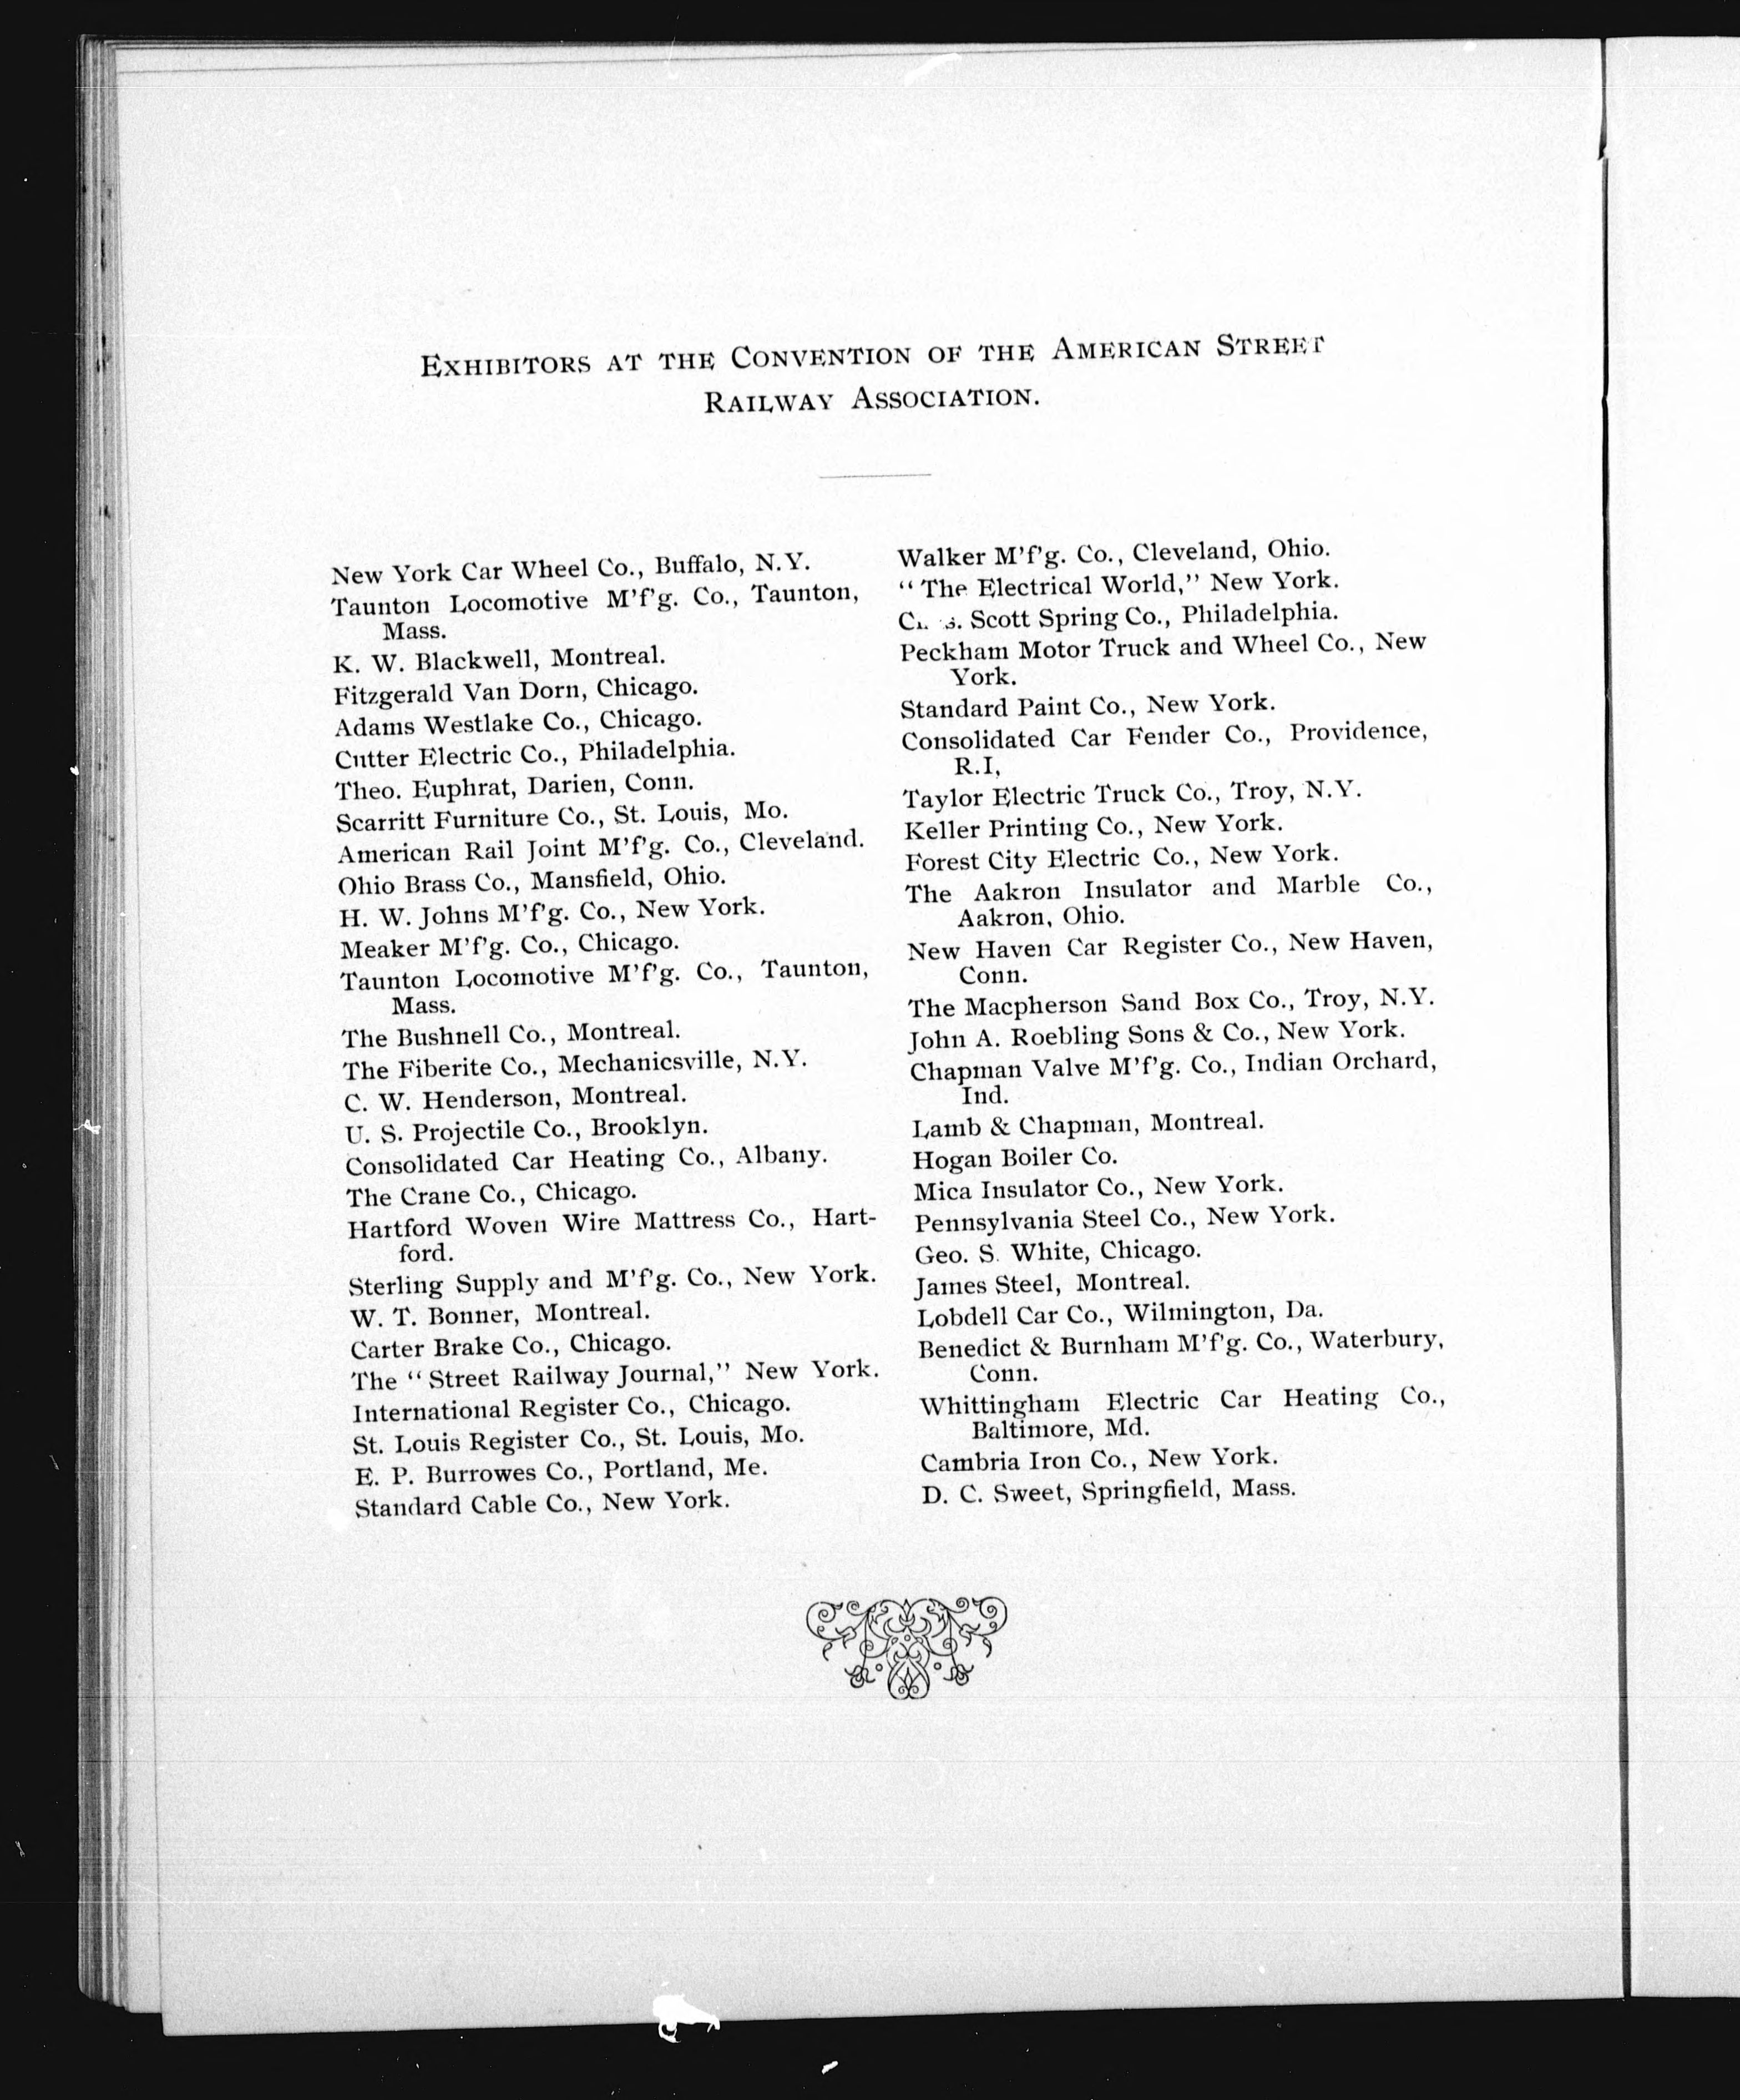 EXHIBITORS AT THE CONVENTION OF THE AMERICAN STREET
RAILWAY ASSOCIATION.
New York Car Wheel Co., Buffalo, N.Y.
Taunton Locomotive M'f'g. Co., Taunton,
Mass.
K. W. Blackwell, Montreal.
Fitzgerald Van Dorn, Chicago.
Adams Westlake Co., Chicago.
Cutter Electric Co., Philadelphia.
Theo. Euphrat, Darien, Conn.
Scarritt Furniture Co., St. Louis, Mo.
American Rail Joint M'f'g. Co., Cleveland.
Ohio Brass Co., Mansfield, Ohio.
H. W. Johns M'f'g. Co., New York.
Meaker M'f'g. Co., Chicago.
Taunton Locomotive M'f'g. Co., Taunton,
Mass.
The Bushnell Co., Montreal.
The Fiberite Co., Mechanicsville, N.Y.
C. W. Henderson, Montreal.
U. S. Projectile Co., Brooklyn.
Consolidated Car Heating Co., Albany.
The Crane Co., Chicago.
Hartford Woven Wire Mattress Co., Hart-
ford.
Sterling Supply and M'f'g. Co., New York.
W. T. Bonner, Montreal.
Carter Brake Co., Chicago.
The "Street Railway Journal," New York.
International Register Co., Chicago.
St. Louis Register Co., St. Louis, Mo.
E. P. Burrowes Co., Portland, Me.
Standard Cable Co., New York.
Walker M'f'g. Co., Cleveland, Ohio.
"The Electrical World," New York.
Scott Spring Co., Philadelphia.
Peckham Motor Truck and Wheel Co., New
York.
Standard Paint Co., New York.
Consolidated Car Fender Co., Providence,
R.I,
Taylor Electric Truck Co., Troy, N.Y.
Keller Printing Co., New York.
Forest City Electric Co., New York.
The Aakron Insulator and Marble Co.,
Aakron, Ohio.
New Haven Car Register Co., New Haven,
Conn.
The Macpherson Sand Box Co., Troy, N.Y.
John A. Roebling Sons & Co., New York.
Chapman Valve M'f'g. Co., Indian Orchard,
Ind.
Lamb & Chapman, Montreal.
Hogan Boiler Co.
Mica Insulator Co., New York.
Pennsylvania Steel Co., New York.
Geo. S. White, Chicago.
James Steel, Montreal.
Lobdell Car Co., Wilmington, Da.
Benedict & Burnham M'f'g. Co., Waterbury,
Conn.
Whittingham Electric Car Heating Co.,
Baltimore, Md.
Cambria Iron Co., New York.
D. C. Sweet, Springfield, Mass.